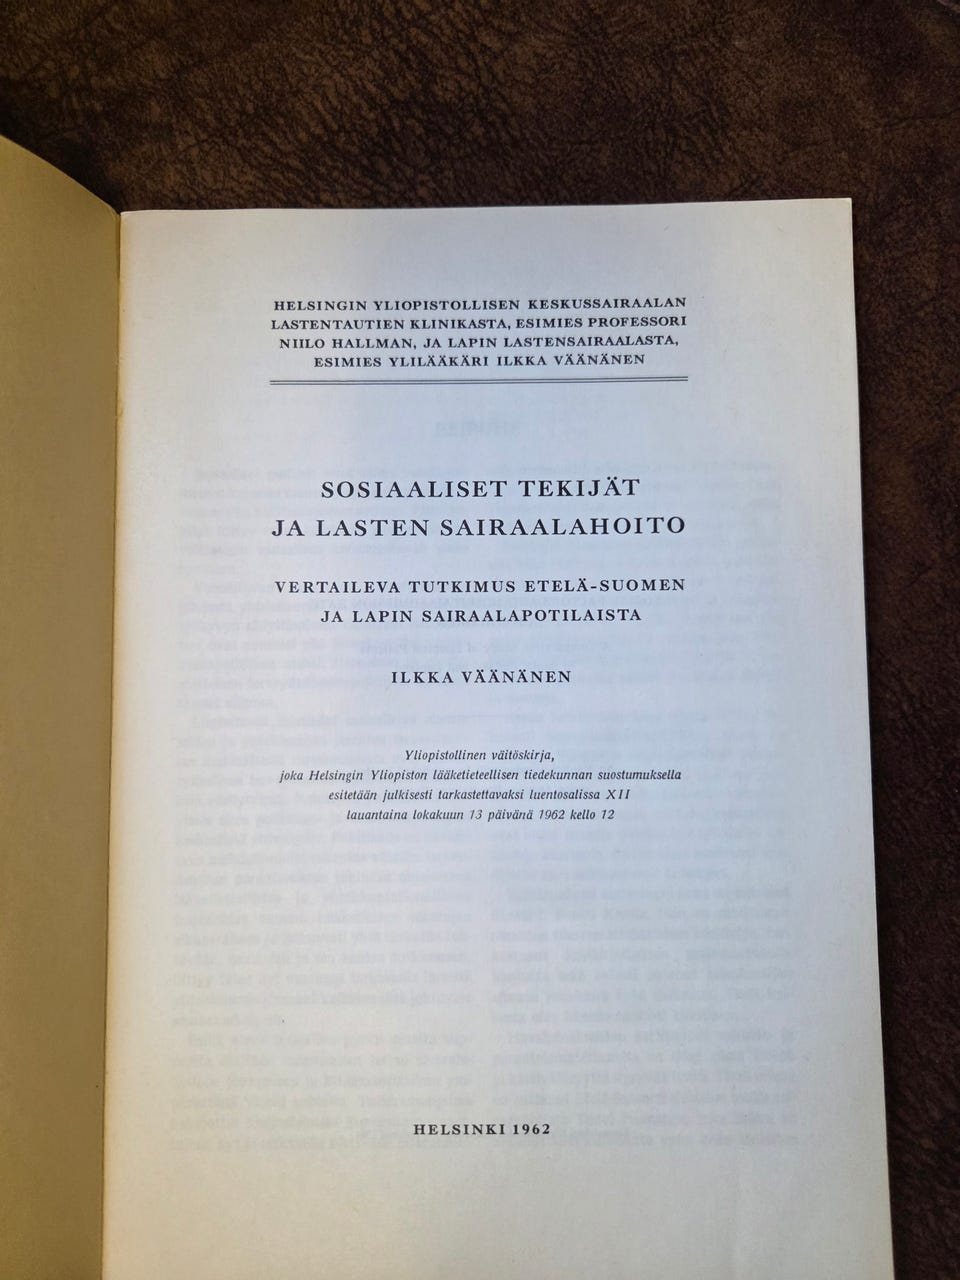 HELSINGIN YLIOPISTOLLISEN KESKUSSAIRAALAN
LASTENTAUTIEN KLINIKASTA, ESIMIES PROFESSORI
NIILO HALLMAN, JA LAPIN LASTENSAIRAALASTA,
ESIMIES YLILÄÄKÄRI ILKKA VÄÄNÄNEN
SOSIAALISET TEKIJÄT
JA LASTEN SAIRAALAHOITO
VERTAILEVA TUTKIMUS ETELÄ-SUOMEN
JA LAPIN SAIRAALAPOTILAISTA
ILKKA VÄÄNÄNEN
Yliopistollinen väitöskirja,
joka Helsingin Yliopiston lääketieteellisen tiedekunnan suostumuksella
esitetään julkisesti tarkastettavaksi luentosalissa XII
lauantaina lokakuun 13 päivänä 1962 kello 12
HELSINKI 1962